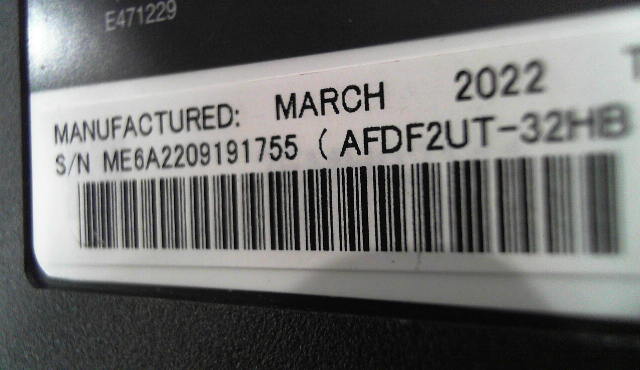 E471229
MANUFACTURED: MARCH 2022
S/N ME6A2209191755 ( AFDF2UT-32HB